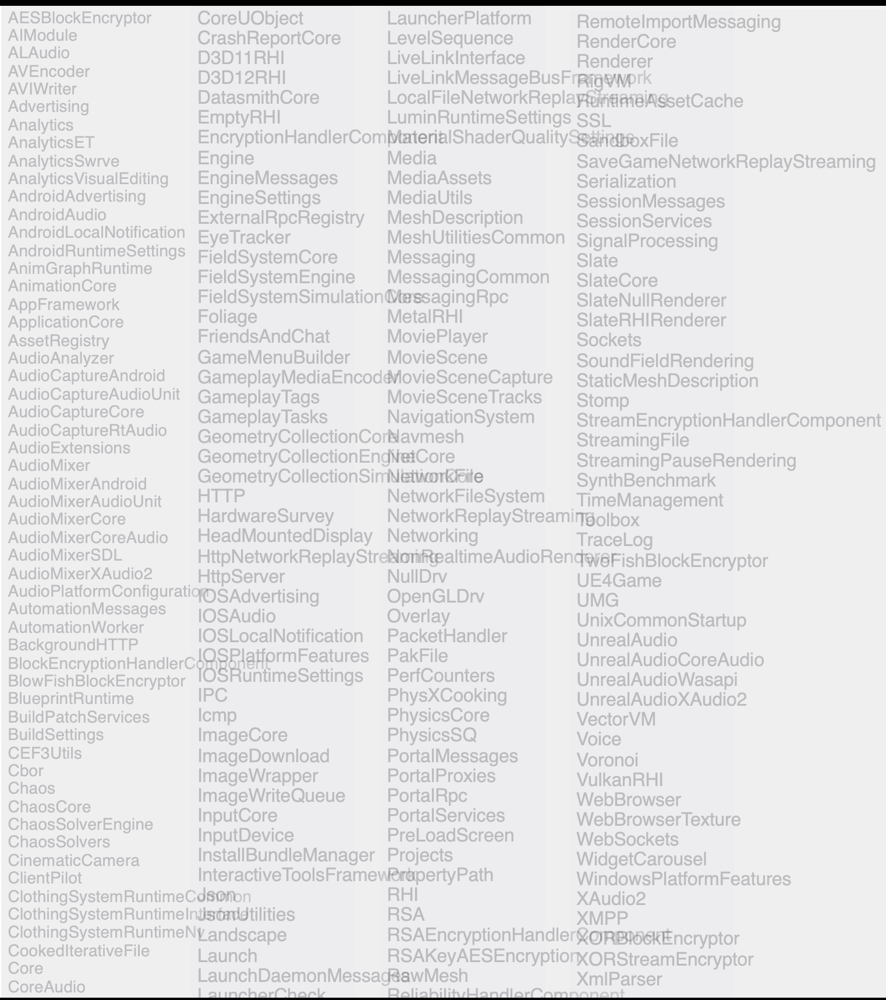 AESBlockEncryptor
AIModule
ALAudio
AVEncoder
AVIWriter
Advertising
Analytics
AnalyticsET
AnalyticsSwrve
AnalyticsVisualEditing
AndroidAdvertising
AndroidAudio
AndroidLocalNotification
AndroidRuntimeSettings
AnimGraphRuntime
AnimationCore
AppFramework
ApplicationCore
AssetRegistry
AudioAnalyzer
AudioCaptureAndroid
AudioCaptureAudioUnit
AudioCaptureCore
AudioCaptureRtAudio
AudioExtensions
AudioMixer
AudioMixerAndroid
AudioMixerAudioUnit
AudioMixerCore
AudioMixerCoreAudio
AudioMixerSDL
AudioMixerXAudio2
AudioPlatformConfiguration
AutomationMessages
AutomationWorker
BackgroundHTTP
BlockEncryptionHandlerComponent
BlowFishBlockEncryptor
BlueprintRuntime
BuildPatchServices
BuildSettings
CEF3Utils
Cbor
Chaos
ChaosCore
ChaosSolverEngine
ChaosSolvers
CinematicCamera
ClientPilot
ClothingSystemRuntimeCommon
ClothingSystemRuntimeInterface
ClothingSystemRuntimeNv
CookedIterativeFile
Core
CoreAudio
CoreUObject
CrashReportCore
D3D11RHI
D3D12RHI
DatasmithCore
EmptyRHI
EncryptionHandlerComponent
Engine
EngineMessages
EngineSettings
ExternalRpcRegistry
EyeTracker
FieldSystemCore
FieldSystemEngine
FieldSystemSimulationCore
Foliage
FriendsAndChat
GameMenuBuilder
GameplayMediaEncoder
GameplayTags
GameplayTasks
GeometryCollectionCore
GeometryCollectionEngine
GeometryCollectionSimulationCore
HTTP
HardwareSurvey
HeadMountedDisplay
HttpNetworkReplayStreaming
HttpServer
IOSAdvertising
IOSAudio
IOSLocalNotification
IOSPlatformFeatures
IOSRuntimeSettings
IPC
Icmp
ImageCore
ImageDownload
ImageWrapper
ImageWriteQueue
InputCore
InputDevice
InstallBundleManager
InteractiveToolsFramework
Json
JsonUtilities
Landscape
Launch
LaunchDaemonMessages
LauncherCheck
LauncherPlatform
LevelSequence
LiveLinkInterface
LiveLinkMessageBusFramework
LocalFileNetworkReplayStreaming
LuminRuntimeSettings
MaterialShaderQualitySettings
Media
MediaAssets
MediaUtils
MeshDescription
MeshUtilitiesCommon
Messaging
MessagingCommon
MessagingRpc
MetalRHI
MoviePlayer
MovieScene
MovieSceneCapture
MovieSceneTracks
NavigationSystem
Navmesh
NetCore
NetworkFile
NetworkFileSystem
NetworkReplayStreaming
Networking
NonRealtimeAudioRenderer
NullDrv
OpenGLDrv
Overlay
PacketHandler
PakFile
PerfCounters
PhysXCooking
PhysicsCore
PhysicsSQ
PortalMessages
PortalProxies
PortalRpc
PortalServices
PreLoadScreen
Projects
PropertyPath
RHI
RSA
RSAEncryptionHandlerComponent
RSAKeyAESEncryption
RawMesh
ReliabilityHandlerComponent
RemoteImportMessaging
RenderCore
Renderer
RigVM
RuntimeAssetCache
SSL
SandboxFile
SaveGameNetworkReplayStreaming
Serialization
SessionMessages
SessionServices
SignalProcessing
Slate
SlateCore
SlateNullRenderer
SlateRHIRenderer
Sockets
SoundFieldRendering
StaticMeshDescription
Stomp
StreamEncryptionHandlerComponent
StreamingFile
StreamingPauseRendering
SynthBenchmark
TimeManagement
Toolbox
TraceLog
TwoFishBlockEncryptor
UE4Game
UMG
UnixCommonStartup
UnrealAudio
UnrealAudioCoreAudio
UnrealAudioWasapi
UnrealAudioXAudio2
VectorVM
Voice
Voronoi
VulkanRHI
WebBrowser
WebBrowserTexture
WebSockets
WidgetCarousel
WindowsPlatformFeatures
XAudio2
XMPP
XORBlockEncryptor
XORStreamEncryptor
XmlParser